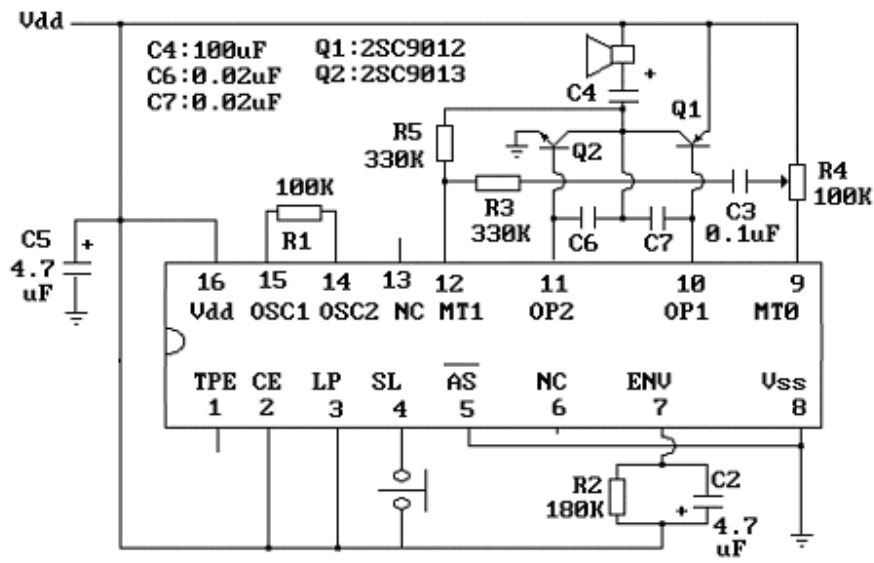 Vdd
C4:100uF
C6:0.02uF
C7:0.02uF
Q1:2SC9012
Q2:2SC9013
C4
+
Q1
R5
330K
Q2
R4
100K
100K
R1
R3
330K
C6
C7
C3
0.1uF
C5
+
4.7
uF
16 15 14 13 12 11 10 9
Vdd OSC1 OSC2 NC MT1 OP2 OP1 MT0
TPE CE LP SL AS NC ENV Vss
1 2 3 4 5 6 7 8
R2
180K
C2
+
4.7
uF